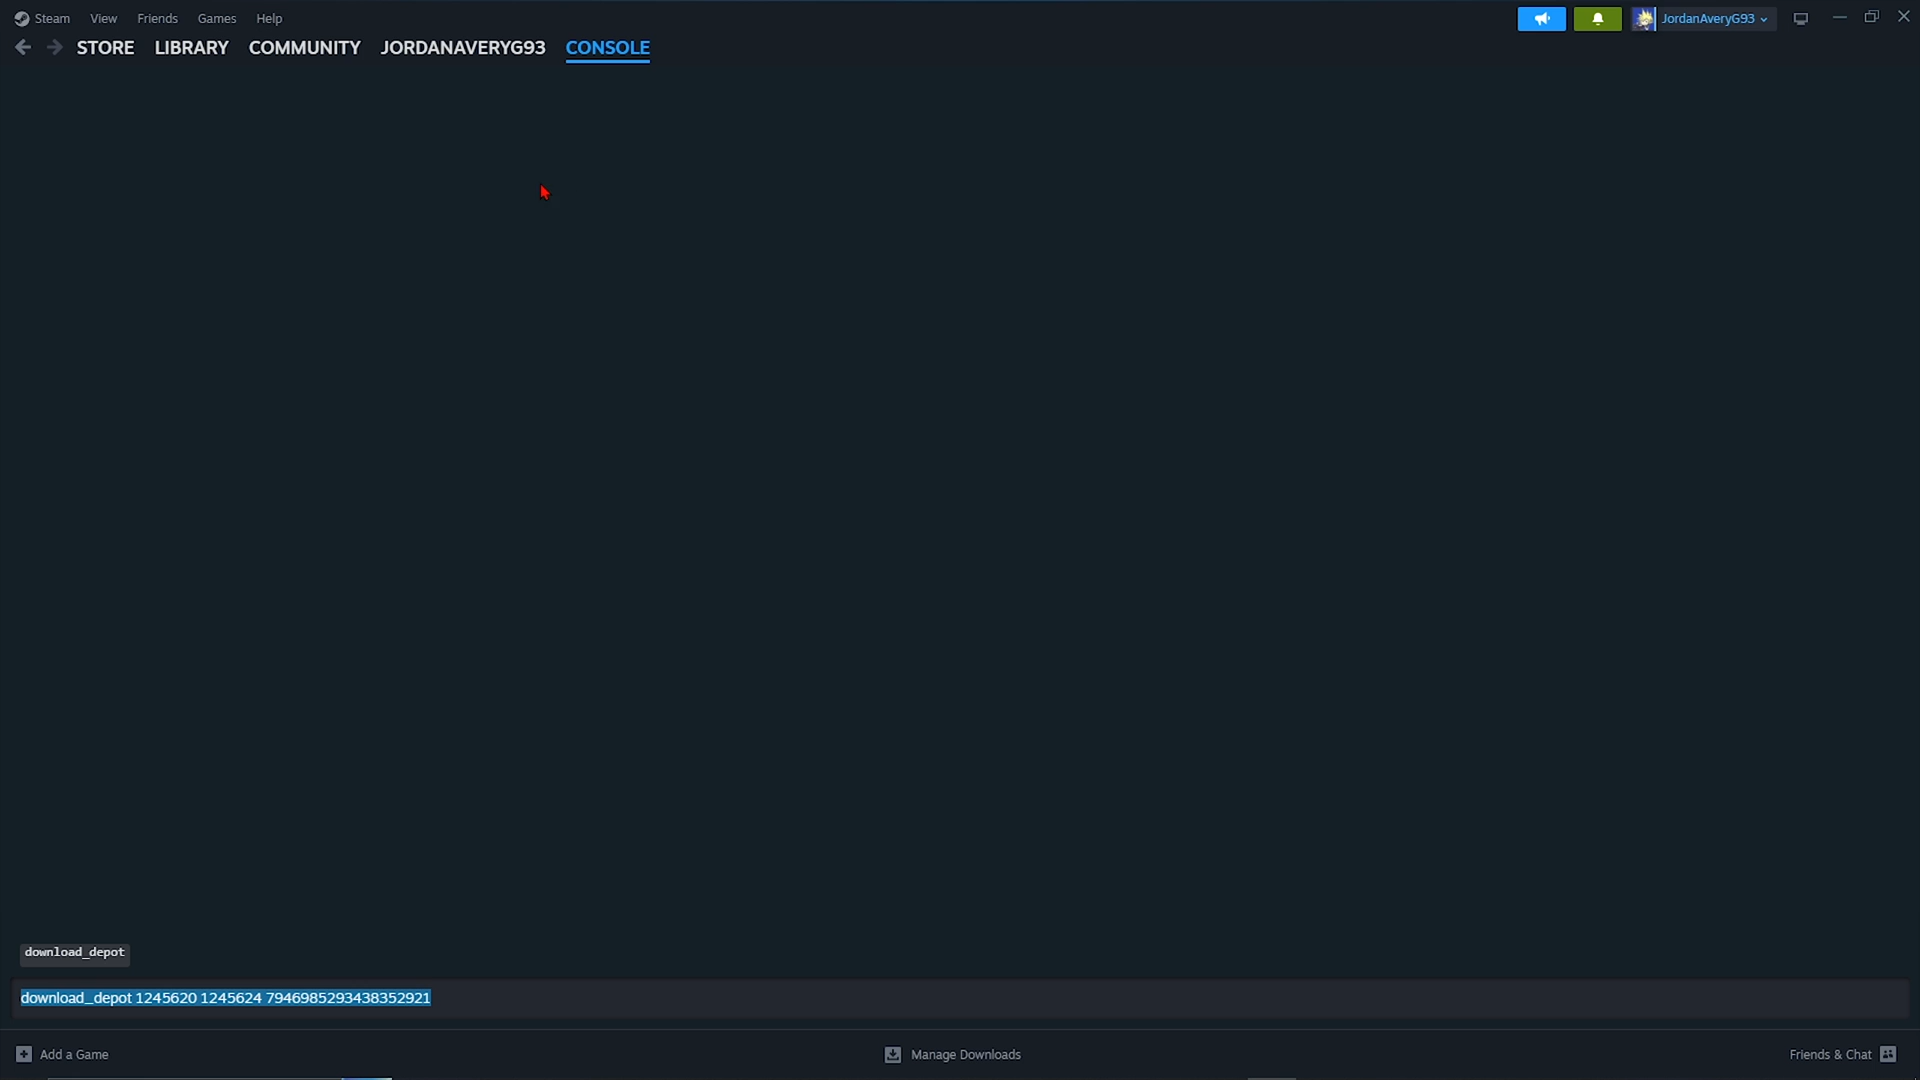 Steam View Friends Games Help JordanAveryG93
STORE LIBRARY COMMUNITY JORDANAVERYG93 CONSOLE
download_depot
download_depot 1245620 1245624 7946985293438352921
Add a Game Manage Downloads Friends & Chat